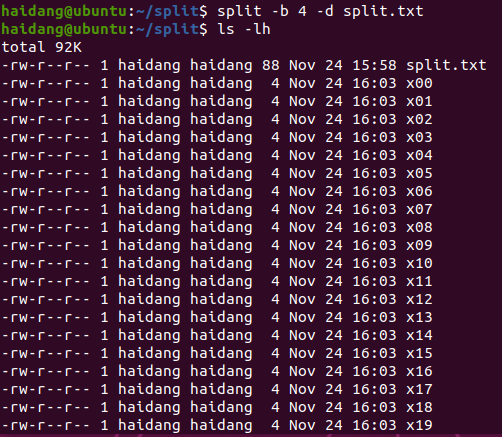 haidang@ubuntu:~/split$ split -b 4 -d split.txt
haidang@ubuntu:~/split$ ls -lh
total 92K
-rw-r--r-- 1 haidang haidang 88 Nov 24 15:58 split.txt
-rw-r--r-- 1 haidang haidang  4 Nov 24 16:03 x00
-rw-r--r-- 1 haidang haidang  4 Nov 24 16:03 x01
-rw-r--r-- 1 haidang haidang  4 Nov 24 16:03 x02
-rw-r--r-- 1 haidang haidang  4 Nov 24 16:03 x03
-rw-r--r-- 1 haidang haidang  4 Nov 24 16:03 x04
-rw-r--r-- 1 haidang haidang  4 Nov 24 16:03 x05
-rw-r--r-- 1 haidang haidang  4 Nov 24 16:03 x06
-rw-r--r-- 1 haidang haidang  4 Nov 24 16:03 x07
-rw-r--r-- 1 haidang haidang  4 Nov 24 16:03 x08
-rw-r--r-- 1 haidang haidang  4 Nov 24 16:03 x09
-rw-r--r-- 1 haidang haidang  4 Nov 24 16:03 x10
-rw-r--r-- 1 haidang haidang  4 Nov 24 16:03 x11
-rw-r--r-- 1 haidang haidang  4 Nov 24 16:03 x12
-rw-r--r-- 1 haidang haidang  4 Nov 24 16:03 x13
-rw-r--r-- 1 haidang haidang  4 Nov 24 16:03 x14
-rw-r--r-- 1 haidang haidang  4 Nov 24 16:03 x15
-rw-r--r-- 1 haidang haidang  4 Nov 24 16:03 x16
-rw-r--r-- 1 haidang haidang  4 Nov 24 16:03 x17
-rw-r--r-- 1 haidang haidang  4 Nov 24 16:03 x18
-rw-r--r-- 1 haidang haidang  4 Nov 24 16:03 x19